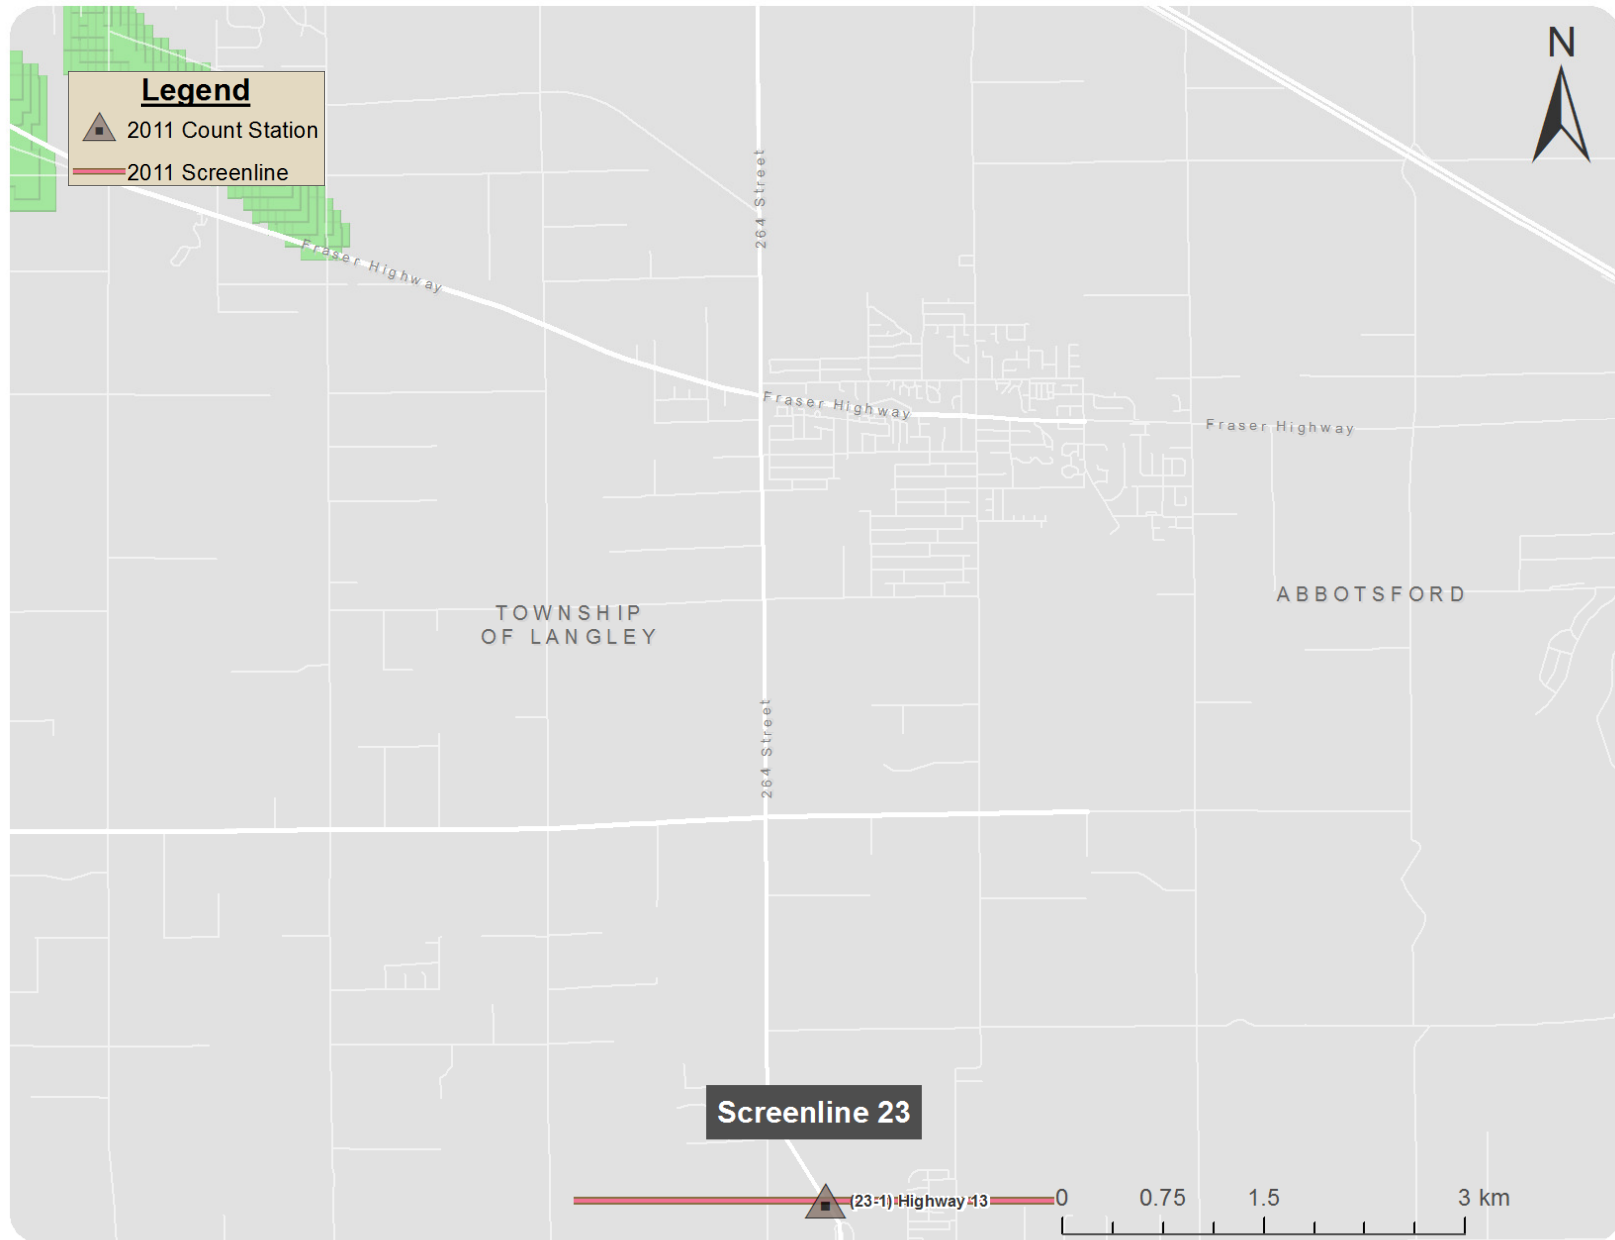 N
Legend
2011 Count Station
2011 Screenline
264 Street
Fraser Highway
Fraser Highway
Fraser Highway
TOWNSHIP
OF LANGLEY
ABBOTSFORD
264 Street
Screenline 23
(23-1) Highway 13
0 0.75 1.5 3 km